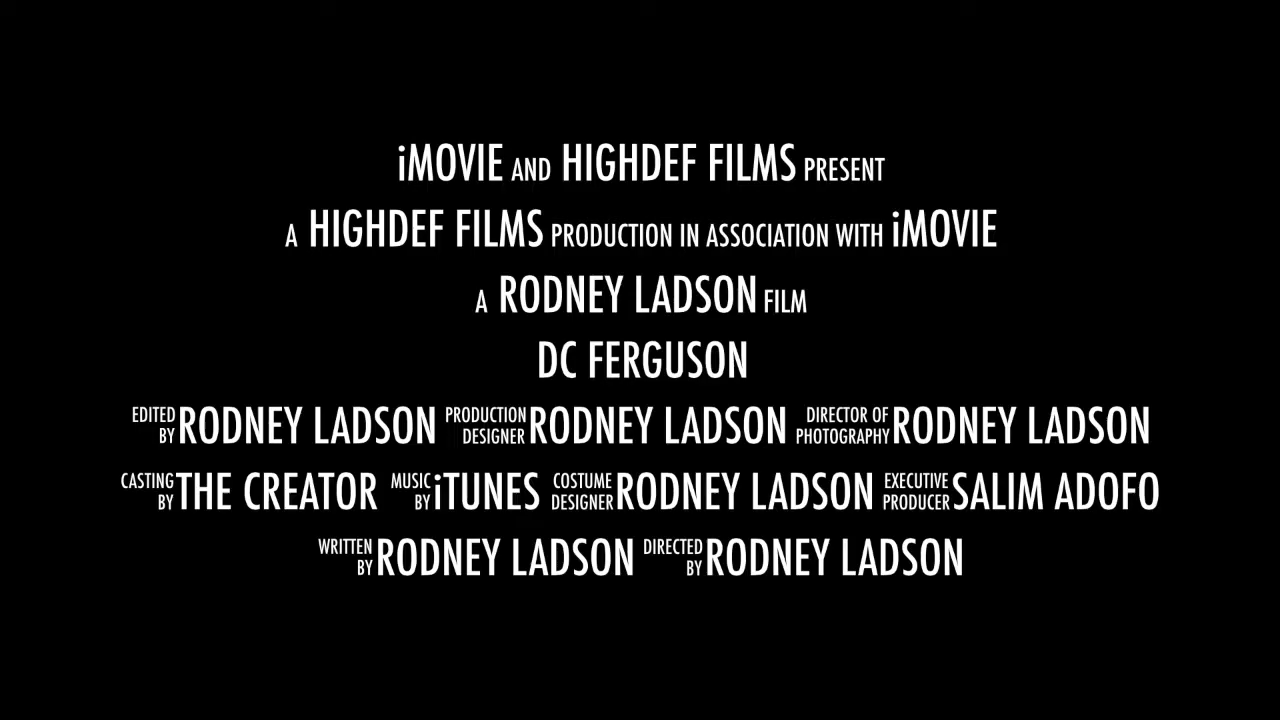 iMOVIE AND HIGHDEF FILMS PRESENT
A HIGHDEF FILMS PRODUCTION IN ASSOCIATION WITH iMOVIE
A RODNEY LADSON FILM
DC FERGUSON
EDITED BY RODNEY LADSON PRODUCTION DESIGNER RODNEY LADSON DIRECTOR OF PHOTOGRAPHY RODNEY LADSON
CASTING BY THE CREATOR MUSIC BY iTUNES COSTUME DESIGNER RODNEY LADSON EXECUTIVE PRODUCER SALIM ADOFO
WRITTEN BY RODNEY LADSON DIRECTED BY RODNEY LADSON